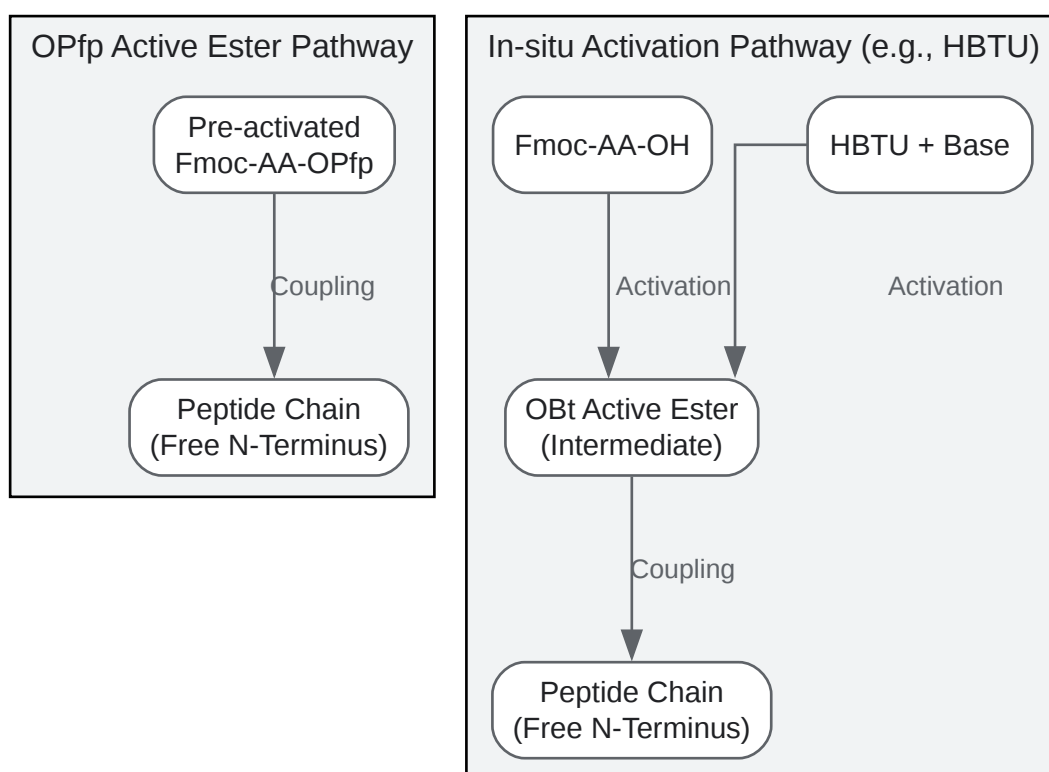 OPfp Active Ester Pathway
Pre-activated
Fmoc-AA-OPfp
Coupling
Peptide Chain
(Free N-Terminus)
In-situ Activation Pathway (e.g., HBTU)
Fmoc-AA-OH
HBTU + Base
Activation
Activation
OBt Active Ester
(Intermediate)
Coupling
Peptide Chain
(Free N-Terminus)